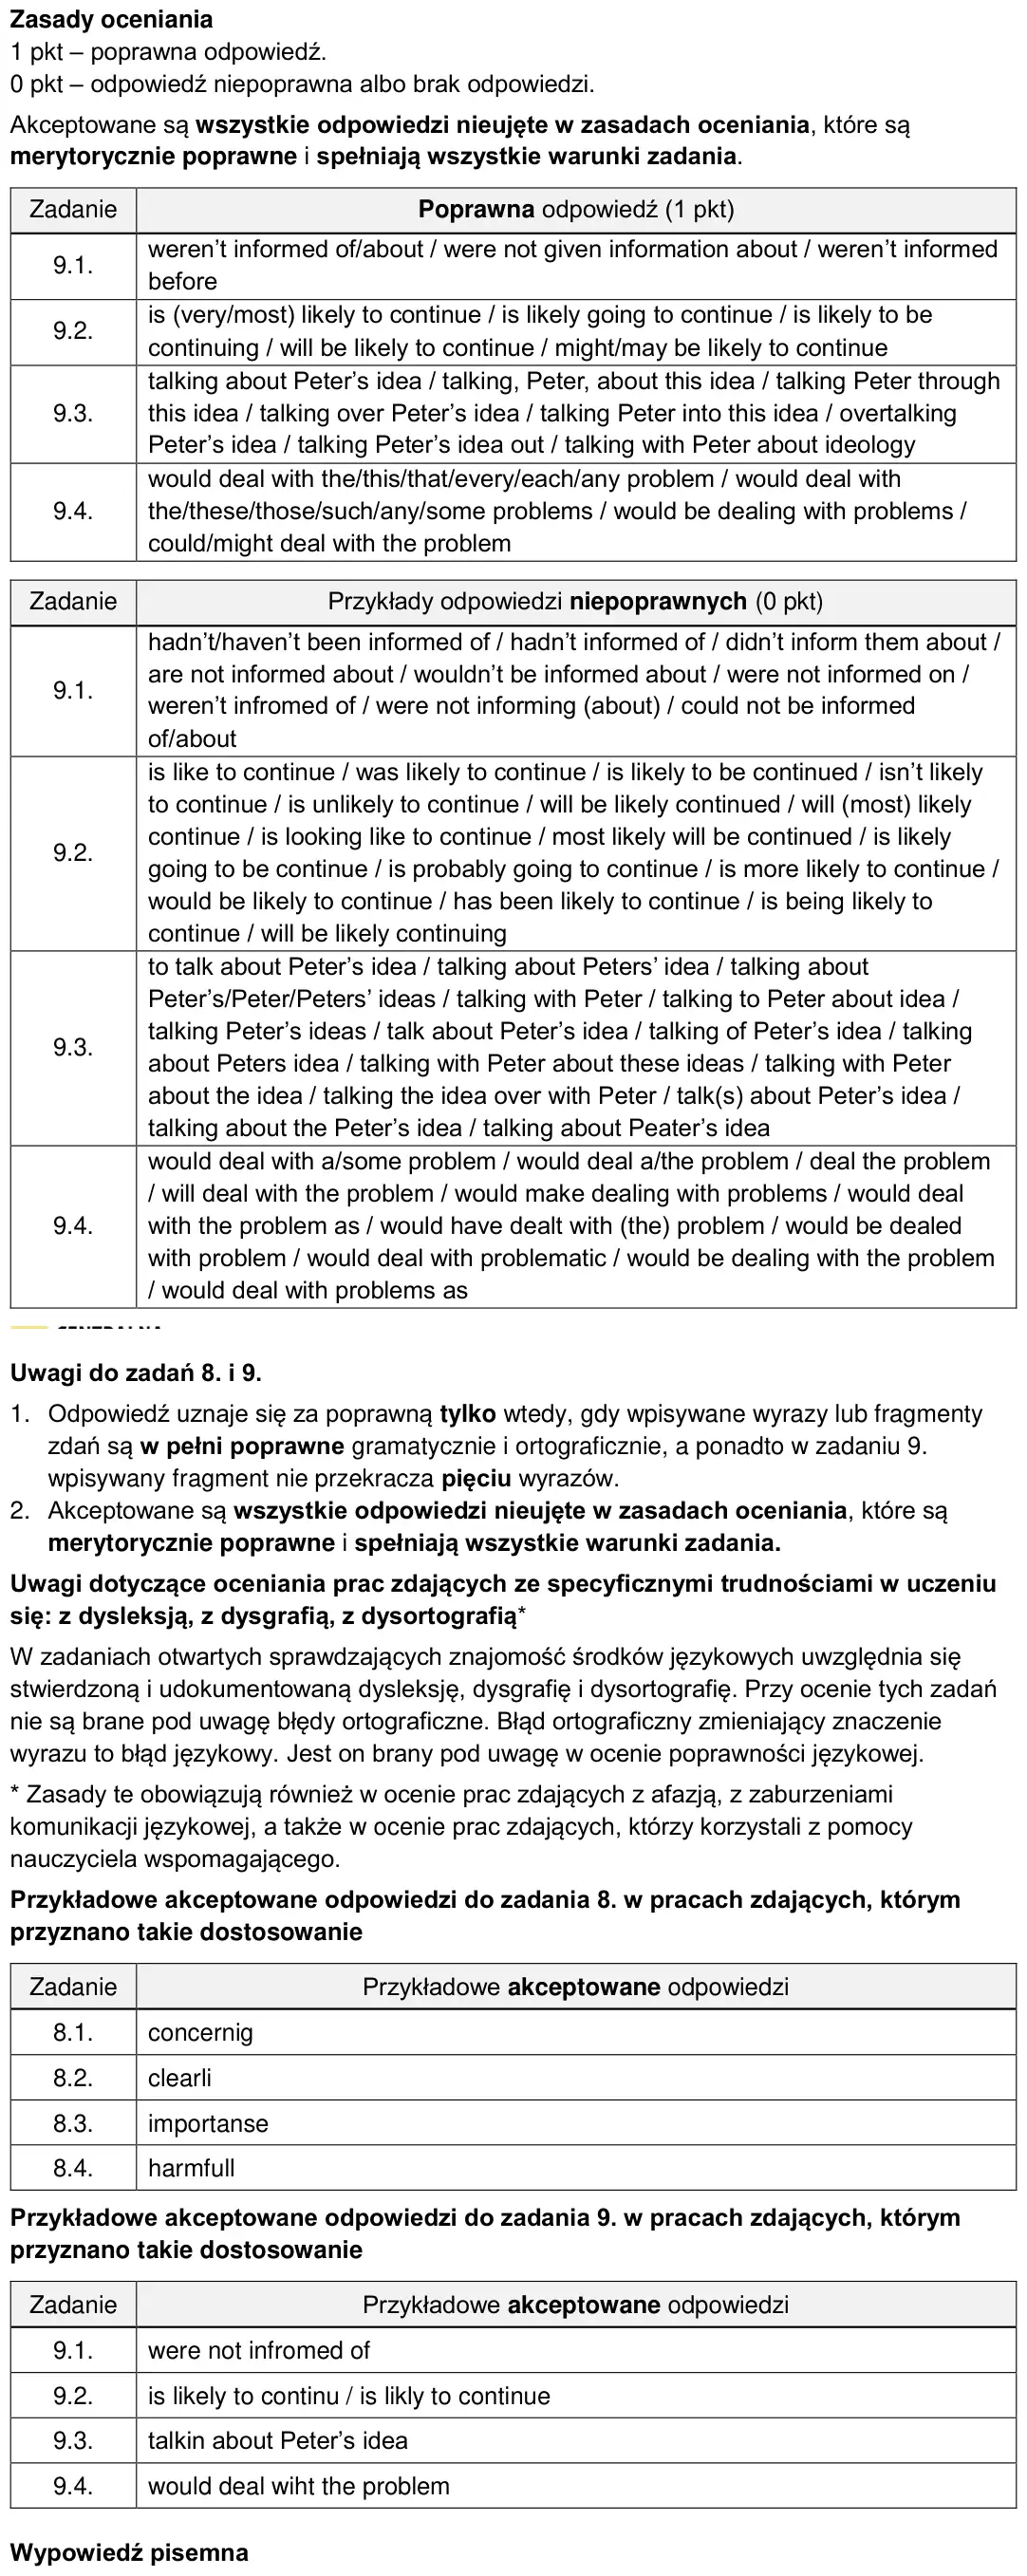 Zasady oceniania
1 pkt – poprawna odpowiedź.
0 pkt – odpowiedź niepoprawna albo brak odpowiedzi.
Akceptowane są wszystkie odpowiedzi nieujęte w zasadach oceniania, które są
merytorycznie poprawne i spełniają wszystkie warunki zadania.
Zadanie Poprawna odpowiedź (1 pkt)
9.1. weren’t informed of/about / were not given information about / weren’t informed
before
9.2. is (very/most) likely to continue / is likely going to continue / is likely to be
continuing / will be likely to continue / might/may be likely to continue
9.3. talking about Peter’s idea / talking, Peter, about this idea / talking Peter through
this idea / talking over Peter’s idea / talking Peter into this idea / overtalking
Peter’s idea / talking Peter’s idea out / talking with Peter about ideology
9.4. would deal with the/this/that/every/each/any problem / would deal with
the/these/those/such/any/some problems / would be dealing with problems /
could/might deal with the problem
Zadanie Przykłady odpowiedzi niepoprawnych (0 pkt)
9.1. hadn’t/haven’t been informed of / hadn’t informed of / didn’t inform them about /
are not informed about / wouldn’t be informed about / were not informed on /
weren’t infromed of / were not informing (about) / could not be informed
of/about
9.2. is like to continue / was likely to continue / is likely to be continued / isn’t likely
to continue / is unlikely to continue / will be likely continued / will (most) likely
continue / is looking like to continue / most likely will be continued / is likely
going to be continue / is probably going to continue / is more likely to continue /
would be likely to continue / has been likely to continue / is being likely to
continue / will be likely continuing
9.3. to talk about Peter’s idea / talking about Peters’ idea / talking about
Peter’s/Peter/Peters’ ideas / talking with Peter / talking to Peter about idea /
talking Peter’s ideas / talk about Peter’s idea / talking of Peter’s idea / talking
about Peters idea / talking with Peter about these ideas / talking with Peter
about the idea / talking the idea over with Peter / talk(s) about Peter’s idea /
talking about the Peter’s idea / talking about Peater’s idea
9.4. would deal with a/some problem / would deal a/the problem / deal the problem
/ will deal with the problem / would make dealing with problems / would deal
with the problem as / would have dealt with (the) problem / would be dealed
with problem / would deal with problematic / would be dealing with the problem
/ would deal with problems as
Uwagi do zadań 8. i 9.
1. Odpowiedź uznaje się za poprawną tylko wtedy, gdy wpisywane wyrazy lub fragmenty
zdań są w pełni poprawne gramatycznie i ortograficznie, a ponadto w zadaniu 9.
wpisywany fragment nie przekracza pięciu wyrazów.
2. Akceptowane są wszystkie odpowiedzi nieujęte w zasadach oceniania, które są
merytorycznie poprawne i spełniają wszystkie warunki zadania.
Uwagi dotyczące oceniania prac zdających ze specyficznymi trudnościami w uczeniu
się: z dysleksją, z dysgrafią, z dysortografią*
W zadaniach otwartych sprawdzających znajomość środków językowych uwzględnia się
stwierdzoną i udokumentowaną dysleksję, dysgrafię i dysortografię. Przy ocenie tych zadań
nie są brane pod uwagę błędy ortograficzne. Błąd ortograficzny zmieniający znaczenie
wyrazu to błąd językowy. Jest on brany pod uwagę w ocenie poprawności językowej.
* Zasady te obowiązują również w ocenie prac zdających z afazją, z zaburzeniami
komunikacji językowej, a także w ocenie prac zdających, którzy korzystali z pomocy
nauczyciela wspomagającego.
Przykładowe akceptowane odpowiedzi do zadania 8. w pracach zdających, którym
przyznano takie dostosowanie
Zadanie Przykładowe akceptowane odpowiedzi
8.1. concernig
8.2. clearli
8.3. importanse
8.4. harmfull
Przykładowe akceptowane odpowiedzi do zadania 9. w pracach zdających, którym
przyznano takie dostosowanie
Zadanie Przykładowe akceptowane odpowiedzi
9.1. were not infromed of
9.2. is likely to continu / is likly to continue
9.3. talkin about Peter’s idea
9.4. would deal wiht the problem
Wypowiedź pisemna